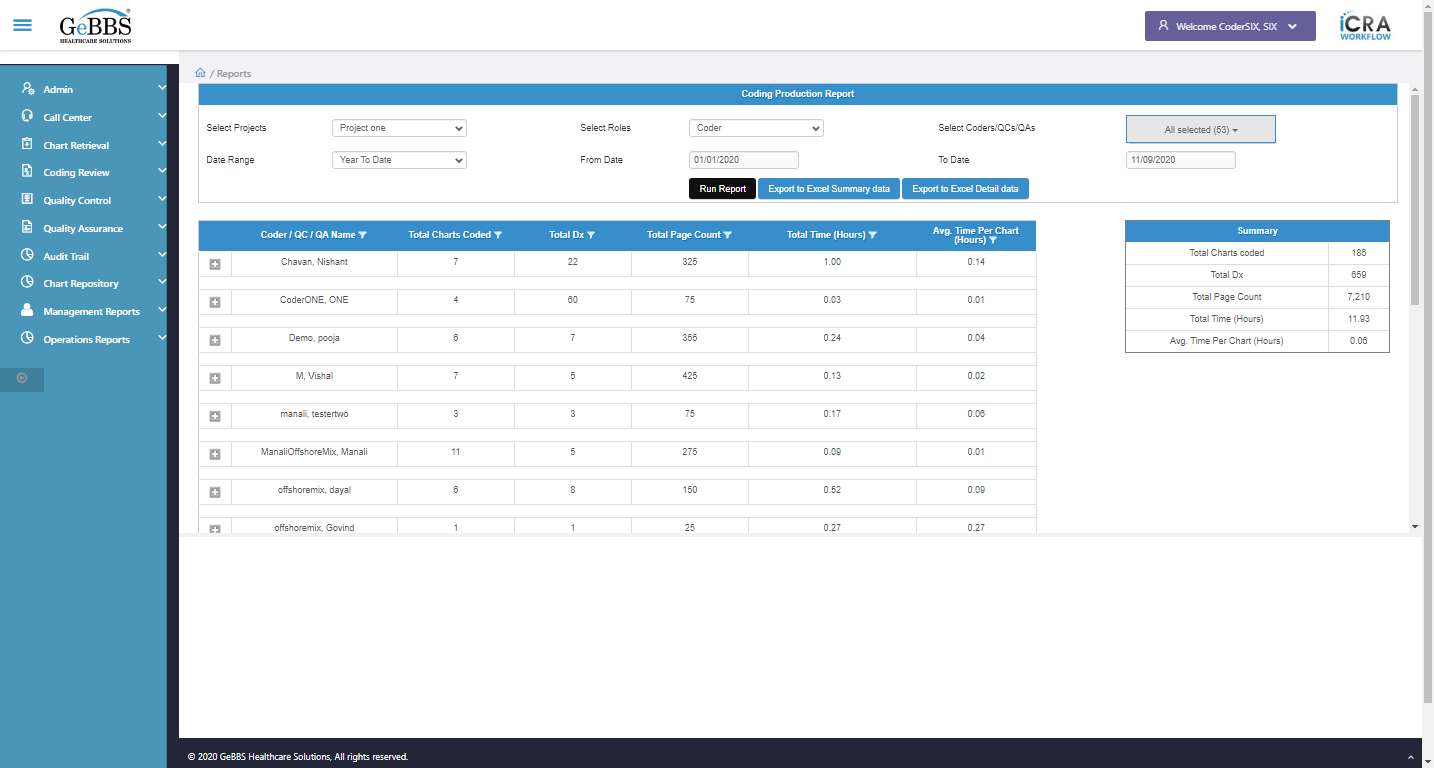 GeBBS®
HEALTHCARE SOLUTIONS
Welcome CoderSIX, SIX
iCRA
WORKFLOW
/ Reports
Admin
Call Center
Chart Retrieval
Coding Review
Quality Control
Quality Assurance
Audit Trail
Chart Repository
Management Reports
Operations Reports
Coding Production Report
Select Projects Project one Select Roles Coder Select Coders/QCs/QAs All selected (53)
Date Range Year To Date From Date 01/01/2020 To Date 11/09/2020
Run Report Export to Excel Summary data Export to Excel Detail data
Coder / QC / QA Name Total Charts Coded Total Dx Total Page Count Total Time (Hours) Avg. Time Per Chart (Hours)
Chavan, Nishant 7 22 325 1.00 0.14
CoderONE, ONE 4 60 75 0.03 0.01
Demo, pooja 6 7 355 0.24 0.04
M, Vishal 7 5 425 0.13 0.02
manali, testertwo 3 3 75 0.17 0.06
ManaliOffshoreMix, Manali 11 5 275 0.09 0.01
offshoremix, dayal 6 8 150 0.52 0.09
offshoremix, Govind 1 1 25 0.27 0.27
Summary
Total Charts coded 186
Total Dx 659
Total Page Count 7,210
Total Time (Hours) 11.93
Avg. Time Per Chart (Hours) 0.06
© 2020 GeBBS Healthcare Solutions, All rights reserved.